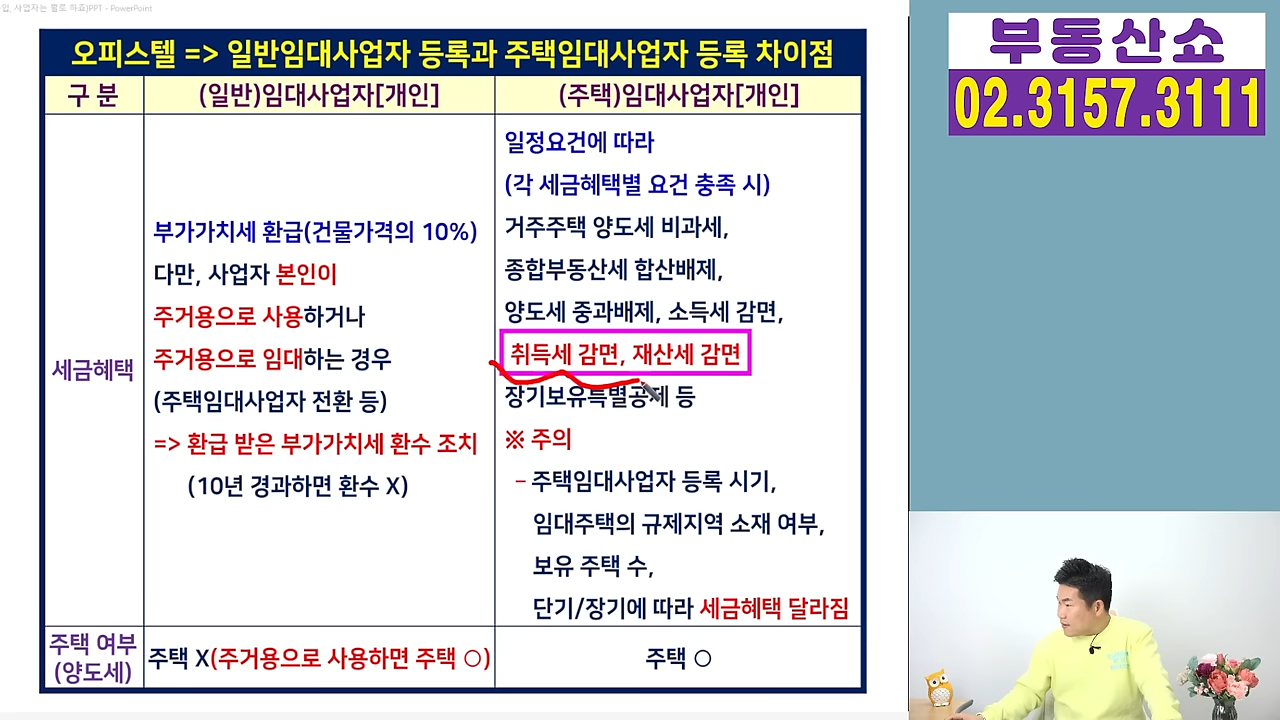 업, 사업자는 뭘로 하죠)PPT - PowerPoint
부동산쇼
02.3157.3111
오피스텔 => 일반임대사업자 등록과 주택임대사업자 등록 차이점
구 분
(일반)임대사업자[개인]
(주택)임대사업자[개인]
세금혜택
부가가치세 환급(건물가격의 10%)
다만, 사업자 본인이
주거용으로 사용하거나
주거용으로 임대하는 경우
(주택임대사업자 전환 등)
=> 환급 받은 부가가치세 환수 조치
(10년 경과하면 환수 X)
일정요건에 따라
(각 세금혜택별 요건 충족 시)
거주주택 양도세 비과세,
종합부동산세 합산배제,
양도세 중과배제, 소득세 감면,
취득세 감면, 재산세 감면
장기보유특별공제 등
※ 주의
- 주택임대사업자 등록 시기,
임대주택의 규제지역 소재 여부,
보유 주택 수,
단기/장기에 따라 세금혜택 달라짐
주택 여부
(양도세)
주택 X(주거용으로 사용하면 주택 ○)
주택 ○